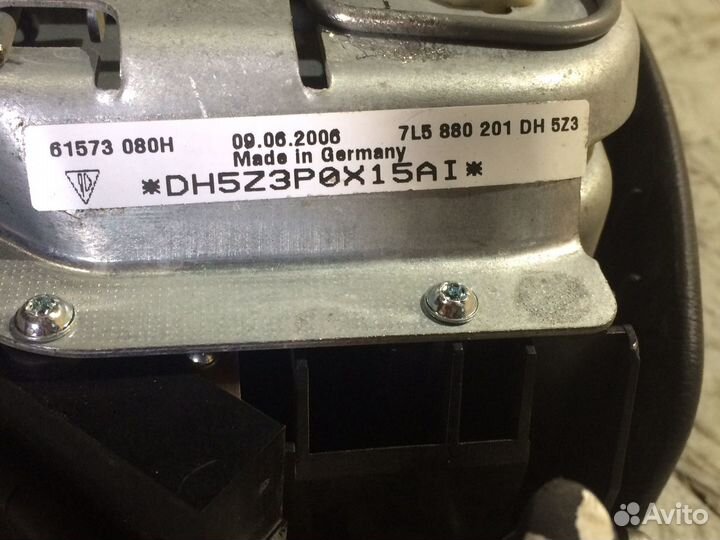 61573 080H 09.06.2006 7L5 880 201 DH 5Z3
Made in Germany
*DH5Z3P0X15AI*
Avito